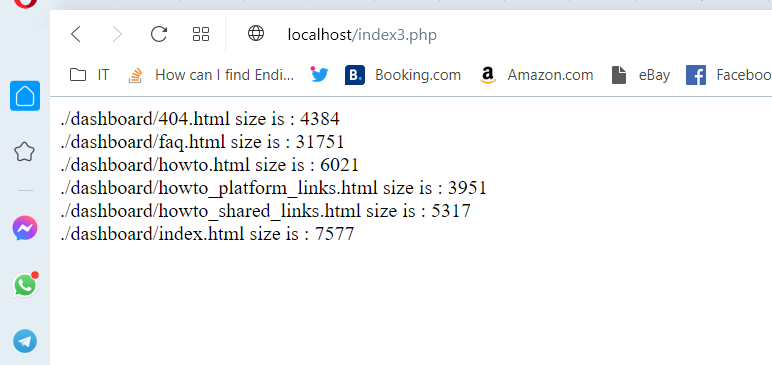 localhost/index3.php
IT How can I find Endi... Booking.com Amazon.com eBay Faceboo
./dashboard/404.html size is : 4384
./dashboard/faq.html size is : 31751
./dashboard/howto.html size is : 6021
./dashboard/howto_platform_links.html size is : 3951
./dashboard/howto_shared_links.html size is : 5317
./dashboard/index.html size is : 7577